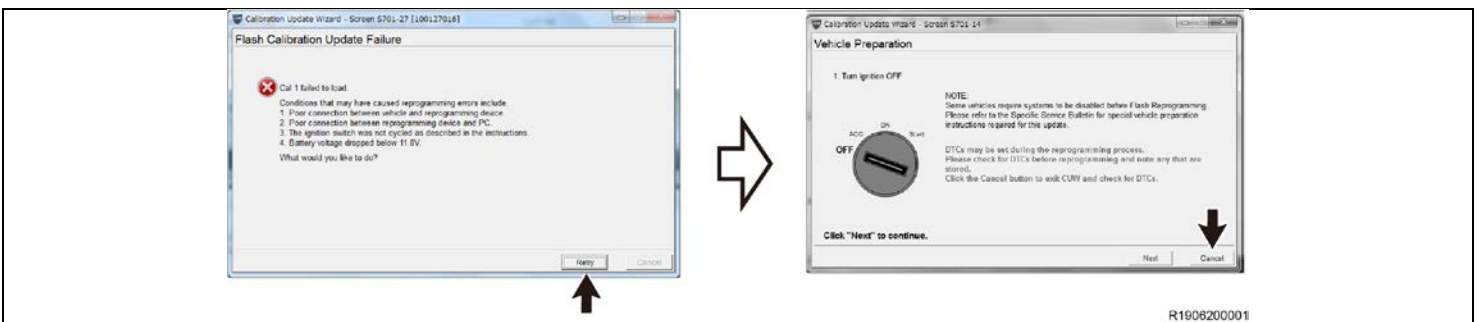 Calibration Update Wizard - Screen S701-27 [100127016]
Flash Calibration Update Failure
Cal 1 failed to load.
Conditions that may have caused reprogramming errors include.
1. Poor connection between vehicle and reprogramming device
2. Poor connection between reprogramming device and PC.
3. The ignition switch was not cycled as described in the instructions.
4. Battery voltage dropped below 11.8V.
What would you like to do?
Retry
Cancel
Calibration Update Wizard - Screen S701-14
Vehicle Preparation
1. Turn ignition OFF
NOTE:
Some vehicles require systems to be disabled before Flash Reprogramming.
Please refer to the Specific Service Bulletin for special vehicle preparation
instructions required for this update.
ON
ACC
Start
OFF
DTCs may be set during the reprogramming process.
Please check for DTCs before reprogramming and note any that are
stored.
Click the Cancel button to exit CUW and check for DTCs.
Click "Next" to continue.
Next
Cancel
R1906200001